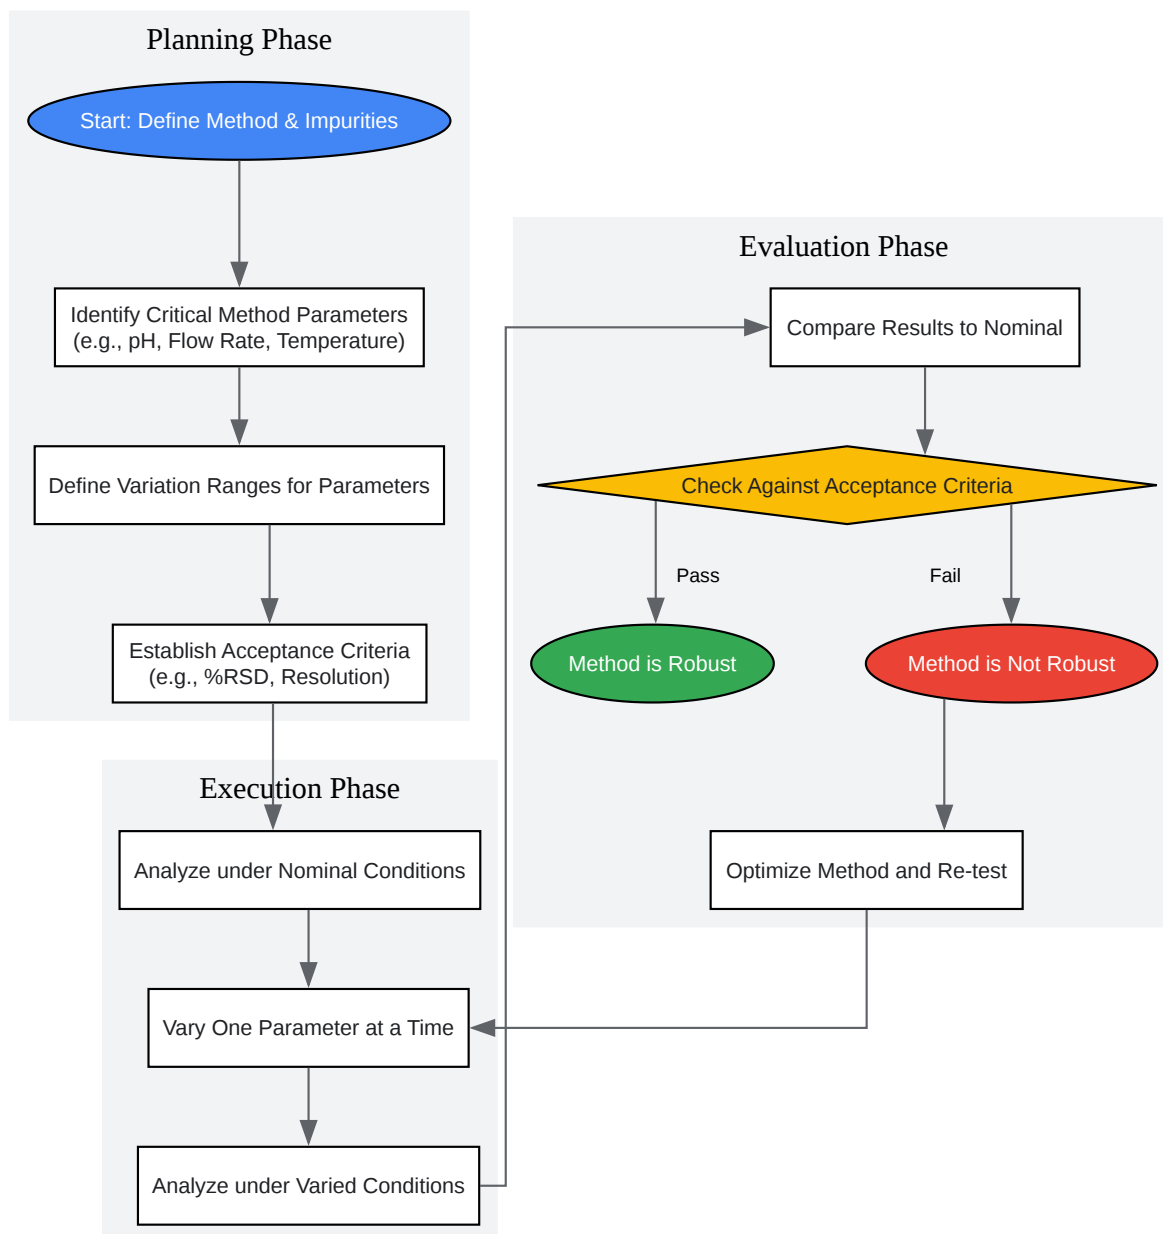 Planning Phase
Start: Define Method & Impurities
Identify Critical Method Parameters
(e.g., pH, Flow Rate, Temperature)
Define Variation Ranges for Parameters
Establish Acceptance Criteria
(e.g., %RSD, Resolution)
Execution Phase
Analyze under Nominal Conditions
Vary One Parameter at a Time
Analyze under Varied Conditions
Evaluation Phase
Compare Results to Nominal
Check Against Acceptance Criteria
Pass
Fail
Method is Robust
Method is Not Robust
Optimize Method and Re-test